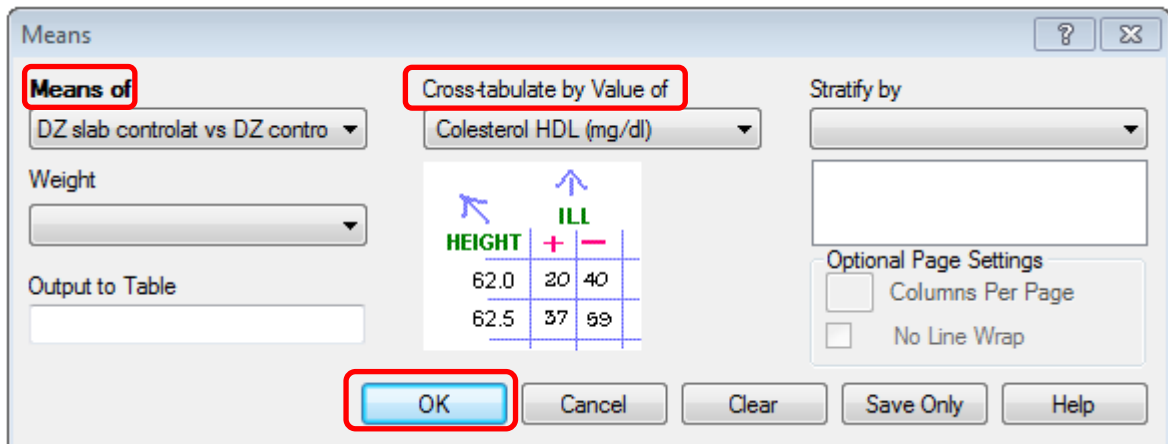 Means
Means of
Cross-tabulate by Value of
Stratify by
DZ slab controlat vs DZ contro
Colesterol HDL (mg/dl)
Weight
ILL
HEIGHT + −
62.0 20 40
62.5 37 59
Output to Table
Optional Page Settings
Columns Per Page
No Line Wrap
OK
Cancel
Clear
Save Only
Help